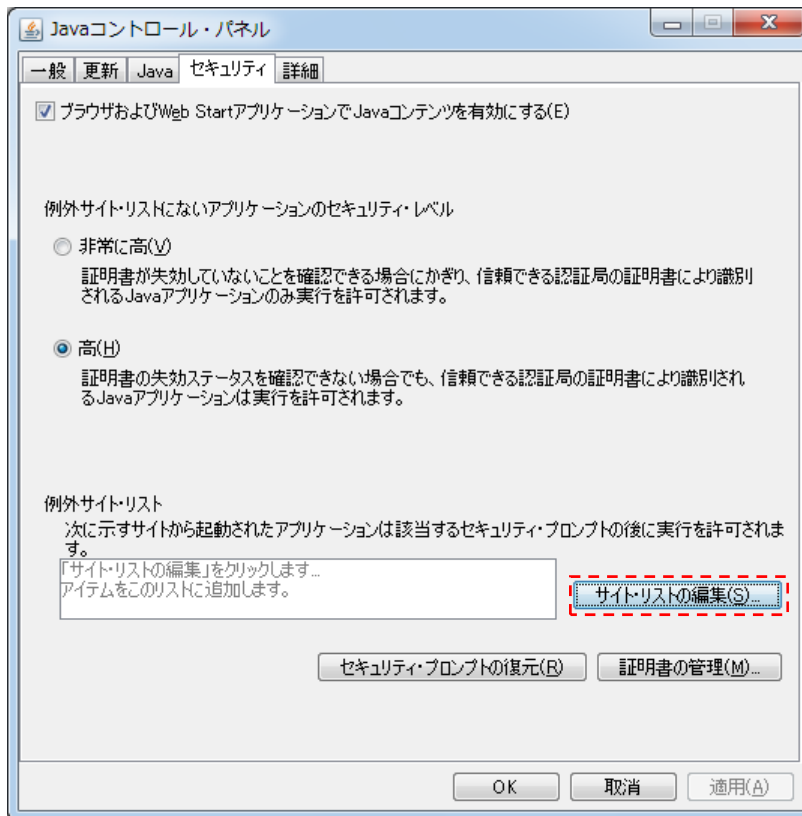 Javaコントロール・パネル
一般 更新 Java セキュリティ 詳細
ブラウザおよびWeb StartアプリケーションでJavaコンテンツを有効にする(E)
例外サイト・リストにないアプリケーションのセキュリティ・レベル
非常に高(V)
証明書が失効していないことを確認できる場合にかぎり、信頼できる認証局の証明書により識別
されるJavaアプリケーションのみ実行を許可されます。
高(H)
証明書の失効ステータスを確認できない場合でも、信頼できる認証局の証明書により識別され
るJavaアプリケーションは実行を許可されます。
例外サイト・リスト
次に示すサイトから起動されたアプリケーションは該当するセキュリティ・プロンプトの後に実行を許可されま
す。
「サイト・リストの編集」をクリックします...
アイテムをこのリストに追加します。
サイト・リストの編集(S)...
セキュリティ・プロンプトの復元(R) 証明書の管理(M)...
OK 取消 適用(A)